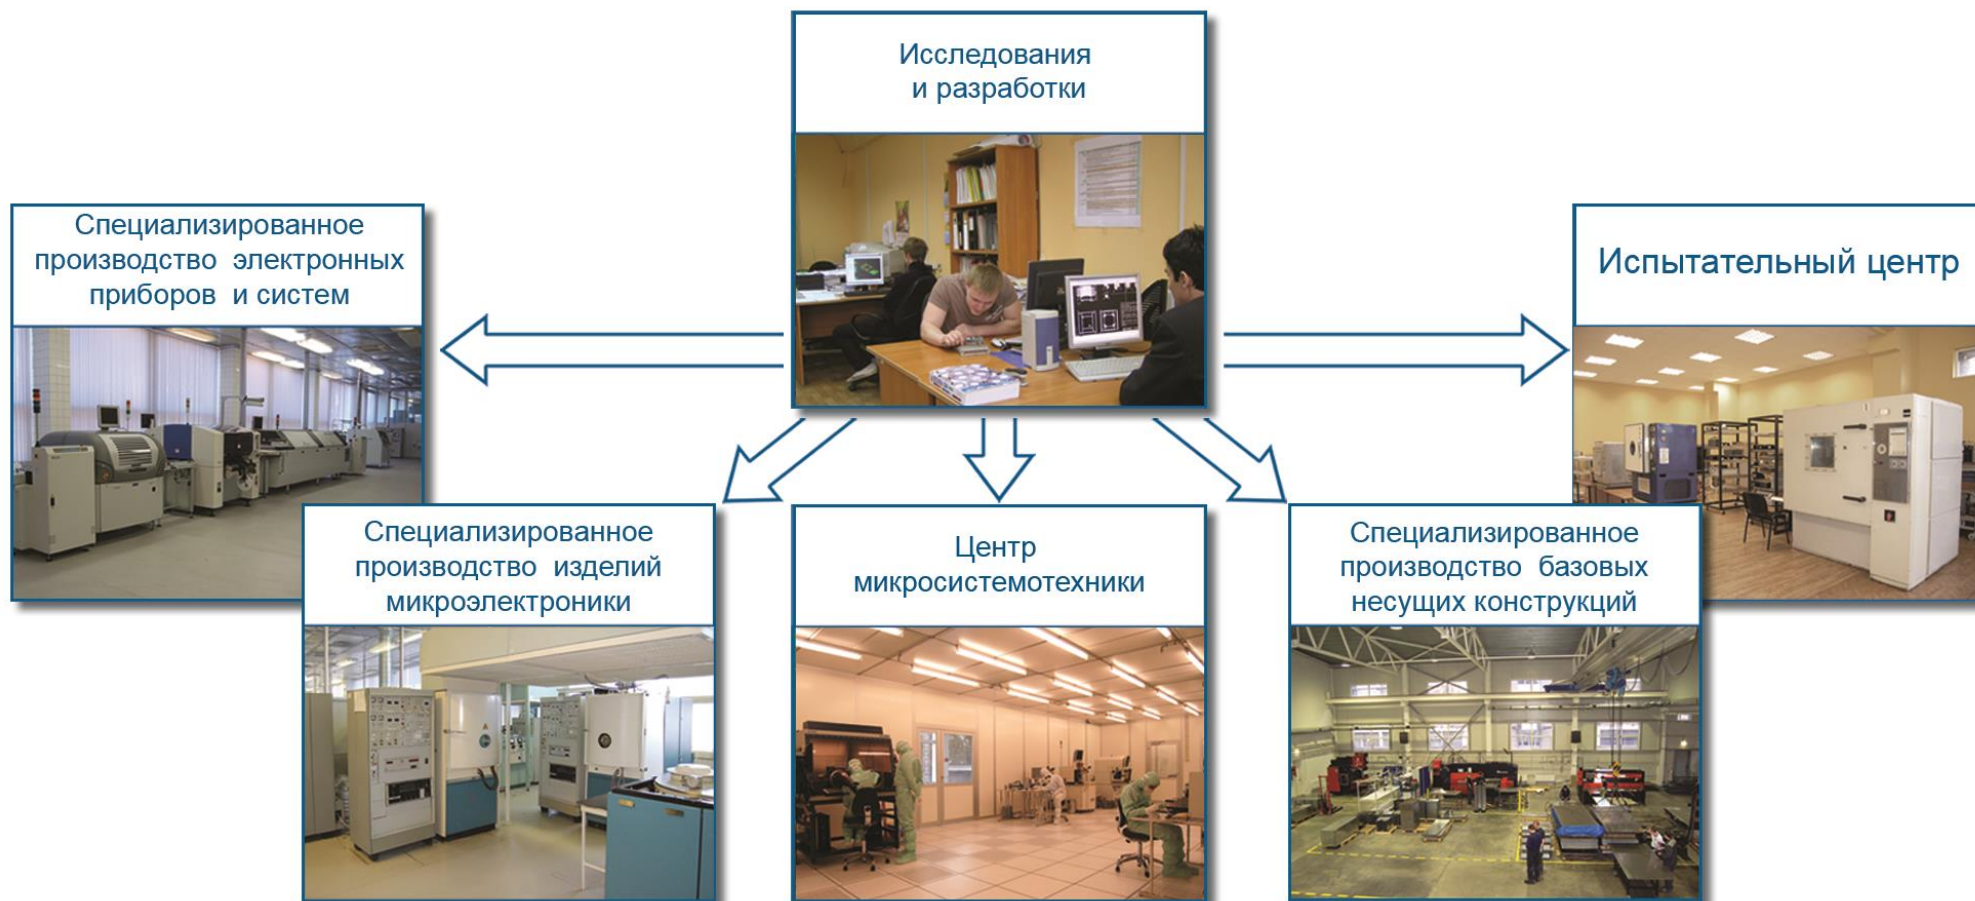 Исследования
и разработки
Специализированное
производство электронных
приборов и систем
Испытательный центр
Специализированное
производство изделий
микроэлектроники
Центр
микросистемотехники
Специализированное
производство базовых
несущих конструкций